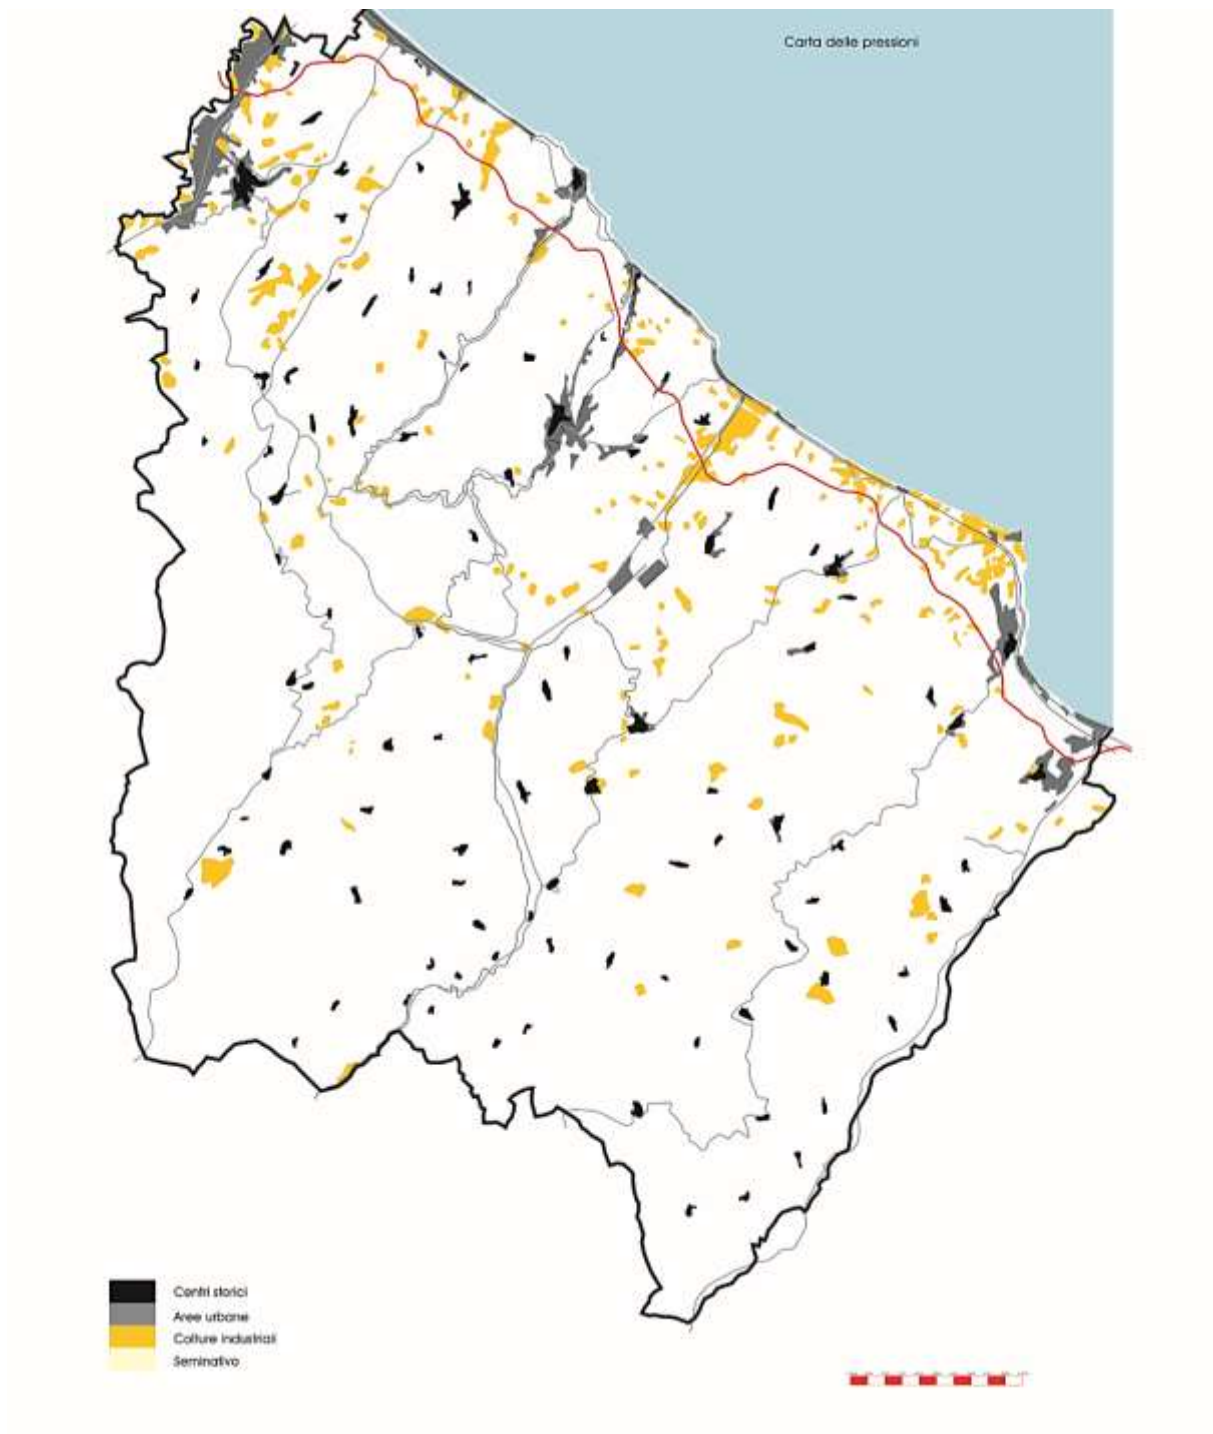 Carta delle pressioni
Centri storici
Aree urbane
Colture industriali
Seminativo